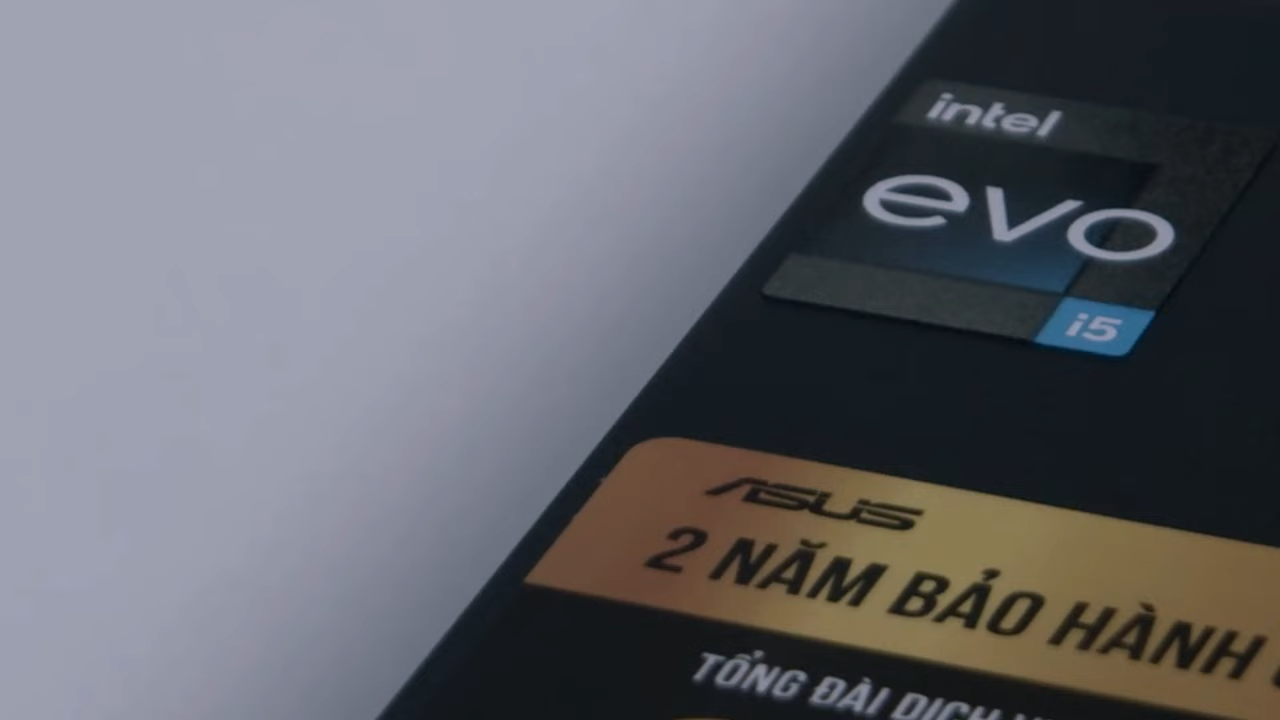 intel
evo
i5
ASUS
2 NĂM BẢO HÀNH
TỔNG ĐÀI DỊCH